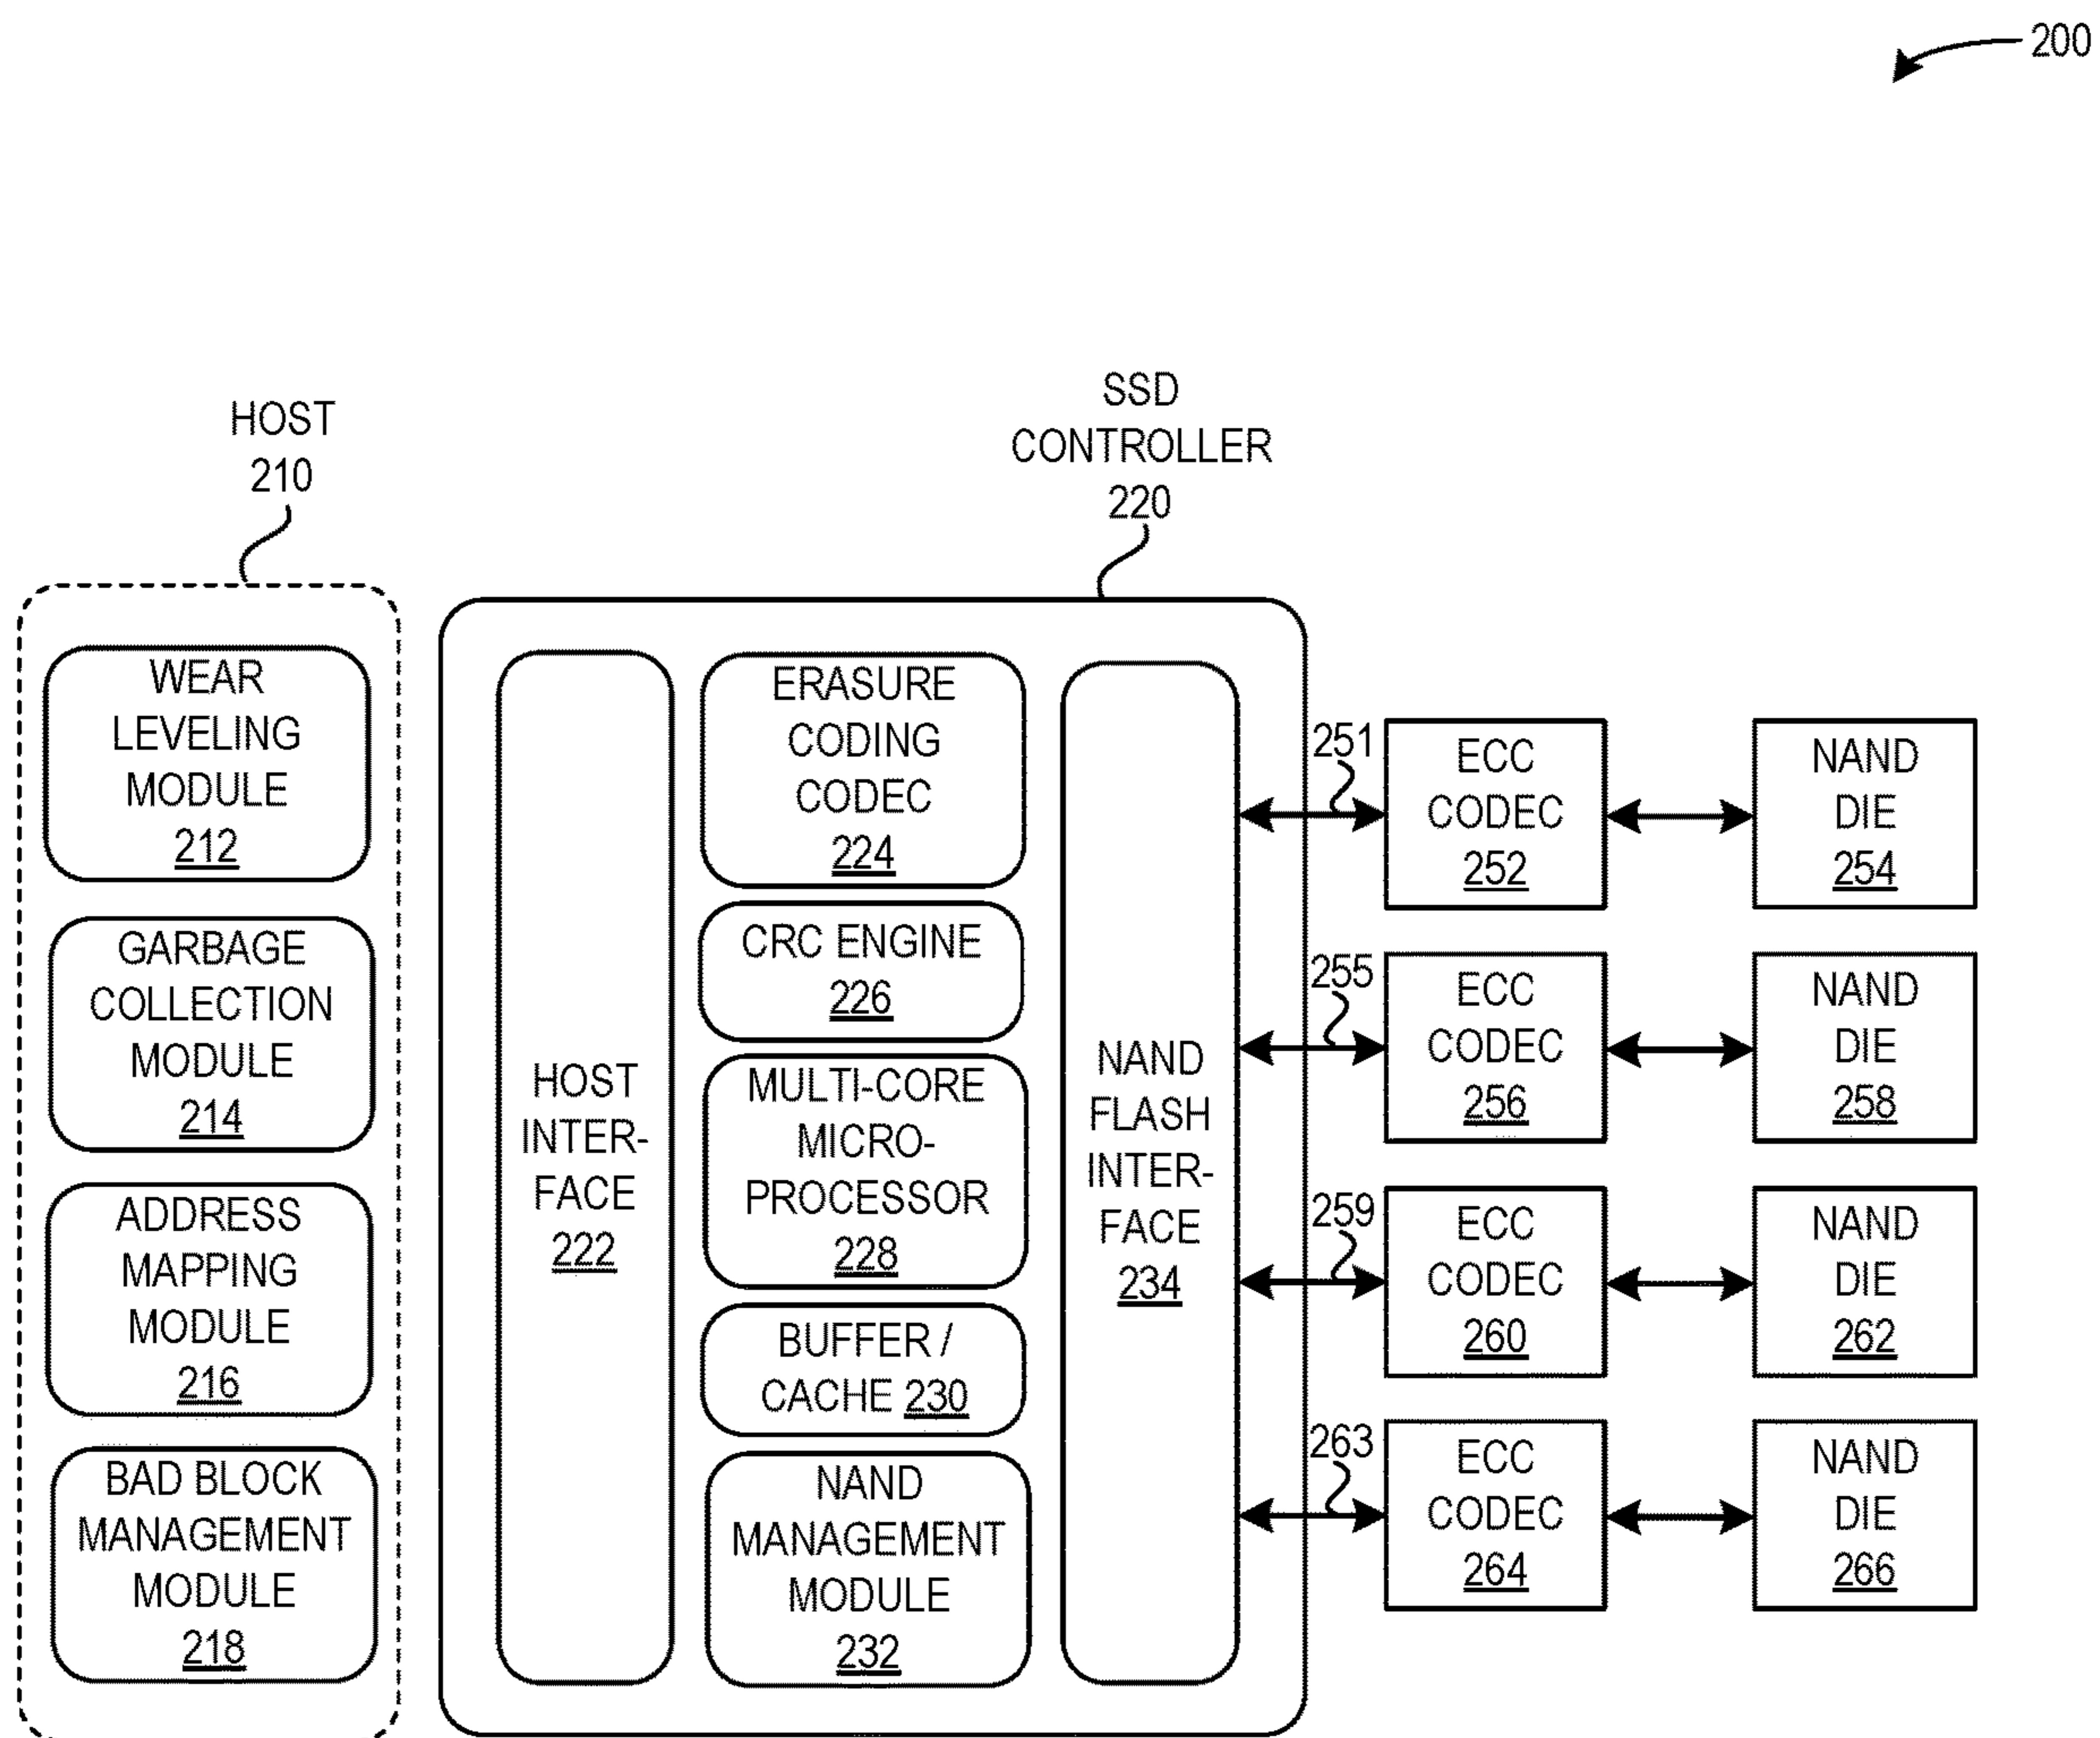 200
HOST
210
SSD
CONTROLLER
220
WEAR
LEVELING
MODULE
212
GARBAGE
COLLECTION
MODULE
214
ADDRESS
MAPPING
MODULE
216
BAD BLOCK
MANAGEMENT
MODULE
218
HOST
INTER-
FACE
222
ERASURE
CODING
CODEC
224
CRC ENGINE
226
MULTI-CORE
MICRO-
PROCESSOR
228
BUFFER /
CACHE 230
NAND
MANAGEMENT
MODULE
232
NAND
FLASH
INTER-
FACE
234
251
ECC
CODEC
252
NAND
DIE
254
255
ECC
CODEC
256
NAND
DIE
258
259
ECC
CODEC
260
NAND
DIE
262
263
ECC
CODEC
264
NAND
DIE
266